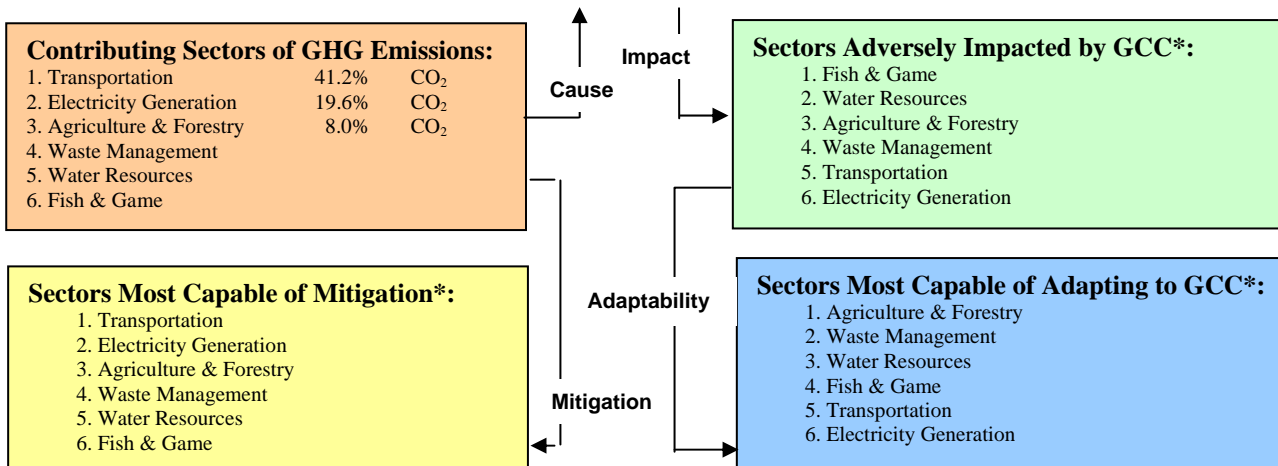 Contributing Sectors of GHG Emissions:
1. Transportation 41.2% CO₂
2. Electricity Generation 19.6% CO₂
3. Agriculture & Forestry 8.0% CO₂
4. Waste Management
5. Water Resources
6. Fish & Game
Impact
Cause
Sectors Adversely Impacted by GCC*:
1. Fish & Game
2. Water Resources
3. Agriculture & Forestry
4. Waste Management
5. Transportation
6. Electricity Generation
Sectors Most Capable of Mitigation*:
1. Transportation
2. Electricity Generation
3. Agriculture & Forestry
4. Waste Management
5. Water Resources
6. Fish & Game
Adaptability
Mitigation
Sectors Most Capable of Adapting to GCC*:
1. Agriculture & Forestry
2. Waste Management
3. Water Resources
4. Fish & Game
5. Transportation
6. Electricity Generation